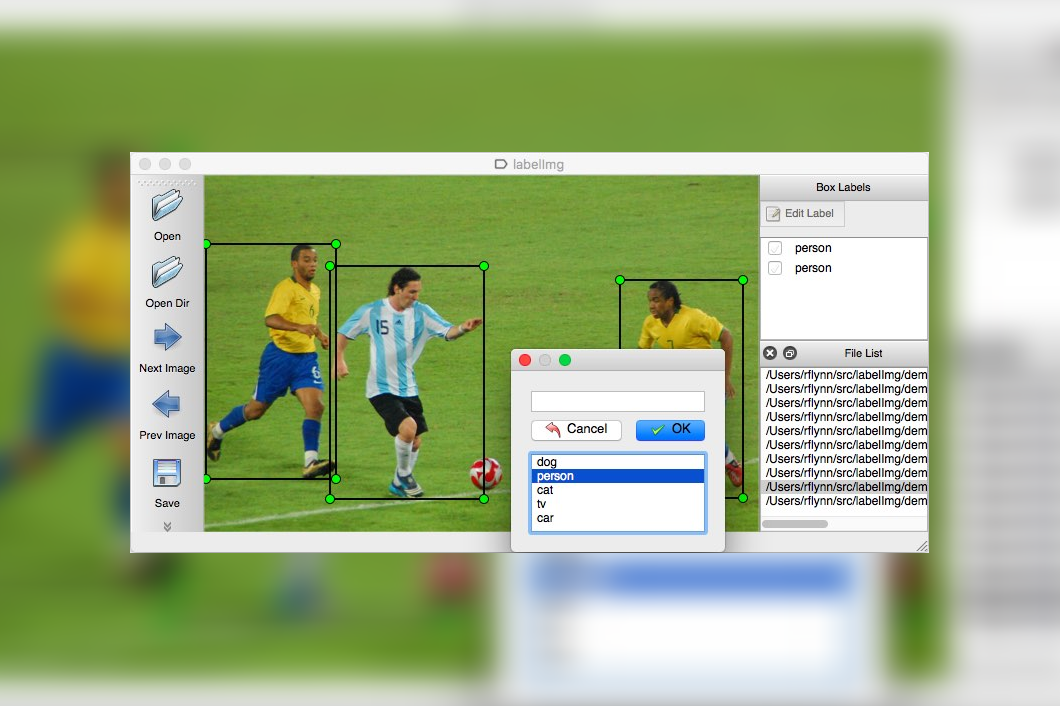 labelImg
Open
Open Dir
Next Image
Prev Image
Save
15
6
7
Cancel
OK
dog
person
cat
tv
car
Box Labels
Edit Label
person
person
File List
/Users/rflynn/src/labelImg/dem
/Users/rflynn/src/labelImg/dem
/Users/rflynn/src/labelImg/dem
/Users/rflynn/src/labelImg/dem
/Users/rflynn/src/labelImg/dem
/Users/rflynn/src/labelImg/dem
/Users/rflynn/src/labelImg/dem
/Users/rflynn/src/labelImg/dem
/Users/rflynn/src/labelImg/dem
/Users/rflynn/src/labelImg/dem